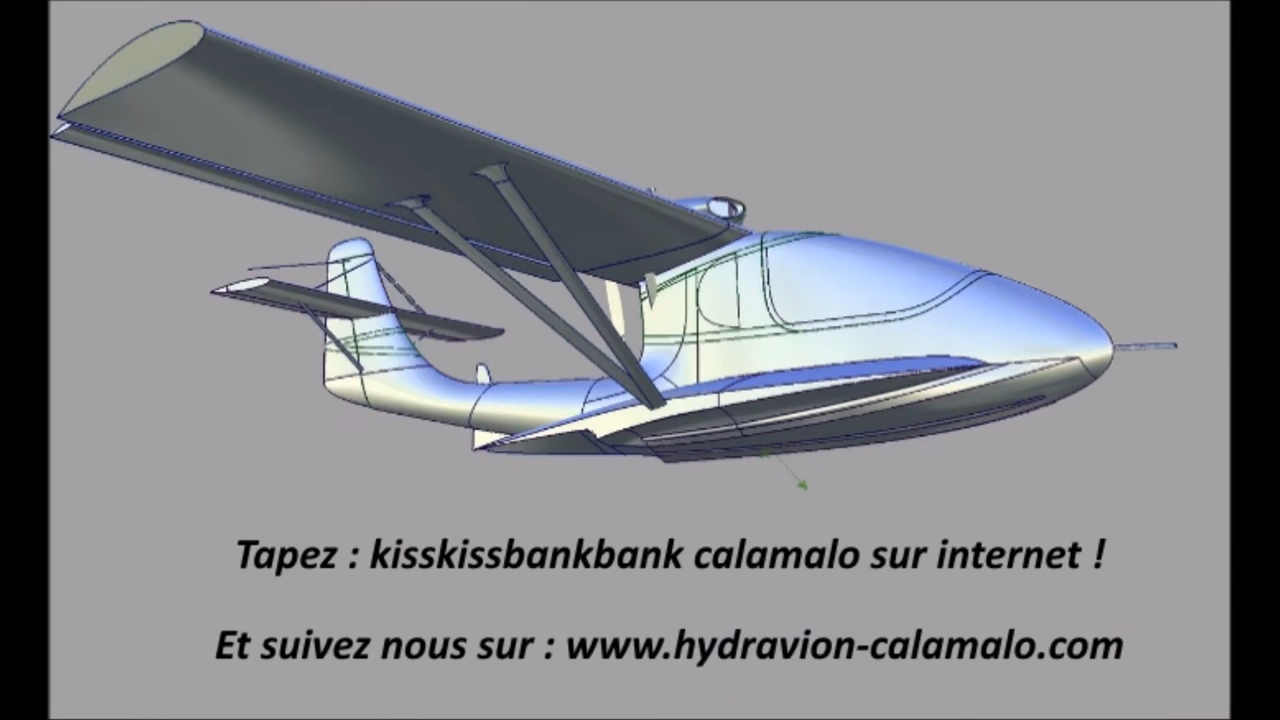 Tapez : kisskissbankbank calamalo sur internet !
Et suivez nous sur : www.hydravion-calamalo.com